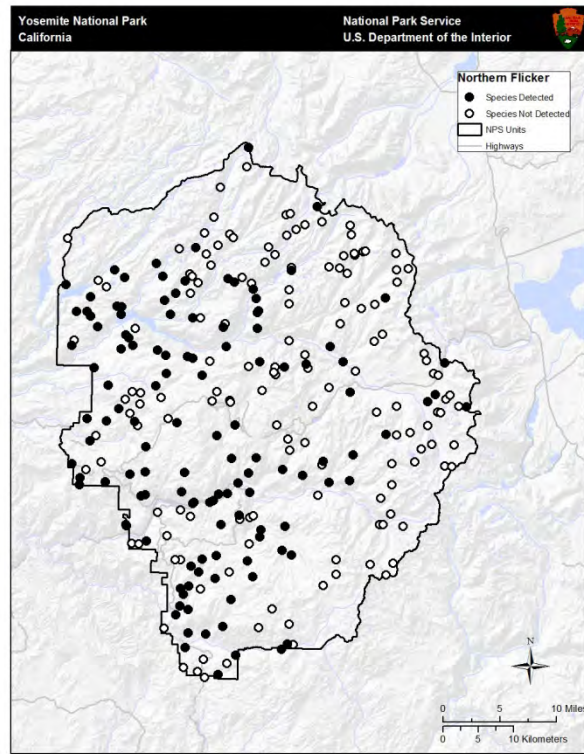 Yosemite National Park
California
National Park Service
U.S. Department of the Interior
Northern Flicker
Species Detected
Species Not Detected
NPS Units
Highways
N
0 5 10 Miles
0 5 10 Kilometers